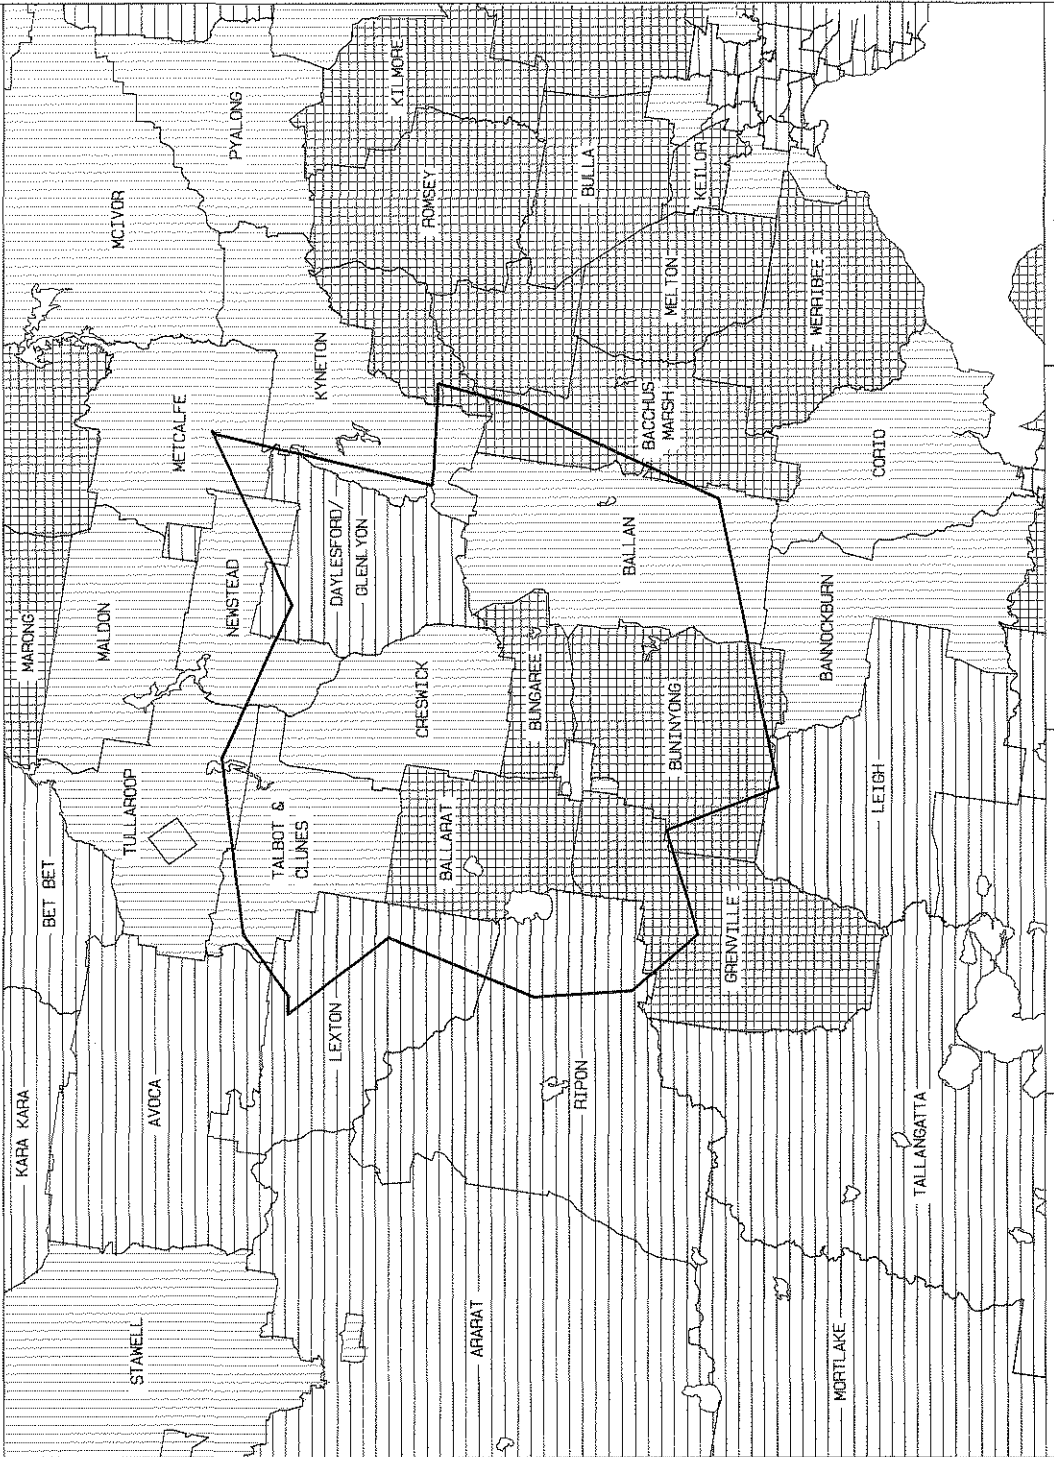 KARA KARA
BET BET
MARONG
STAWELL
AVOCA
TULLAROOP
MALDON
METCALFE
MCIVOR
PYALONG
LEXTON
TALBOT &
CLUNES
NEWSTEAD
DAYLESFORD/
GLENLYON
KYNETON
KILMORE
ROMSEY
ARARAT
RIPON
BALLARAT
CRESWICK
BUNGAREE
BALLAN
BACCHUS
MARSH
MELTON
BULLA
KEILOR
GRENVILLE
BUNINYONG
WERRIBEE
MORTLAKE
TALLANGATTA
LEIGH
BANNOCKBURN
CORIO